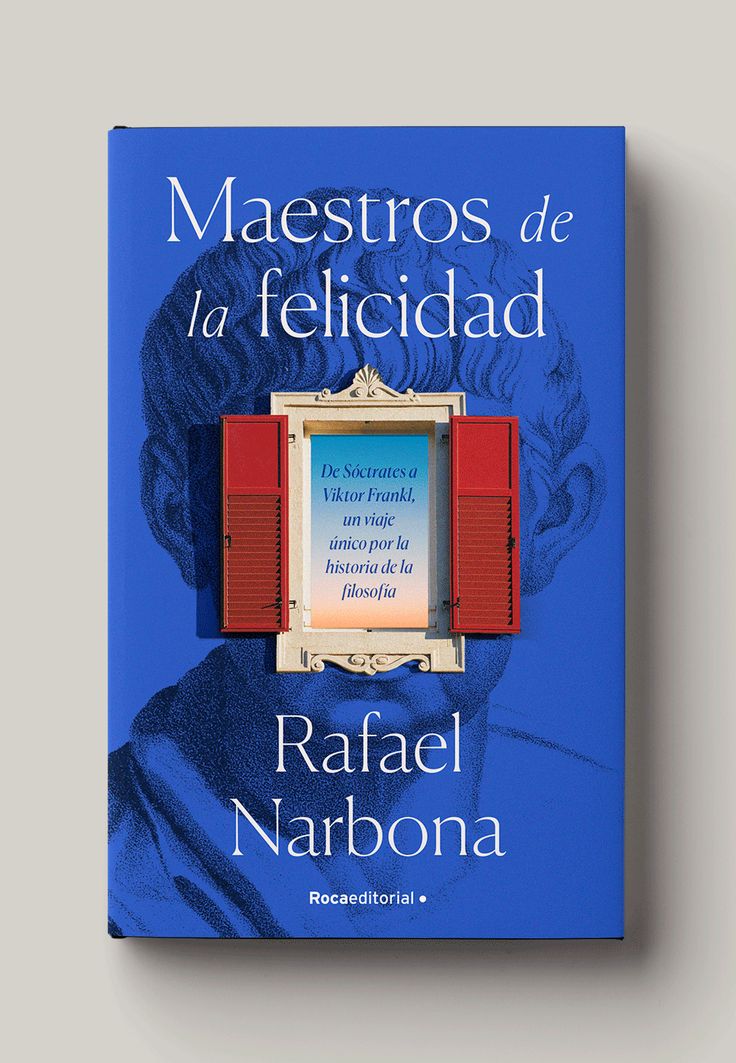 Maestros de
la felicidad
De Sócrates a
Viktor Frankl,
un viaje
único por la
historia de la
filosofía
Rafael
Narbona
Rocaeditorial